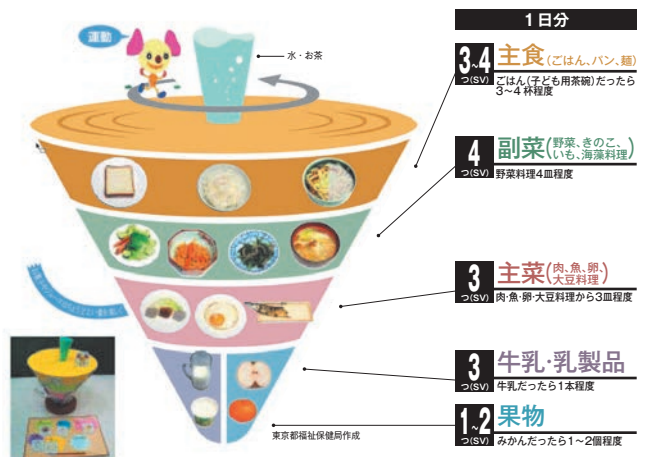 運動
水・お茶
1日分
3~4 つ(SV)
主食(ごはん、パン、麺)
ごはん(子ども用茶碗)だったら
3〜4杯程度
4 つ(SV)
副菜(野菜、きのこ、
いも、海藻料理)
野菜料理4皿程度
3 つ(SV)
主菜(肉、魚、卵、
大豆料理)
肉・魚・卵・大豆料理から3皿程度
3 つ(SV)
牛乳・乳製品
牛乳だったら1本程度
1~2 つ(SV)
果物
みかんだったら1〜2個程度
東京都福祉保健局作成